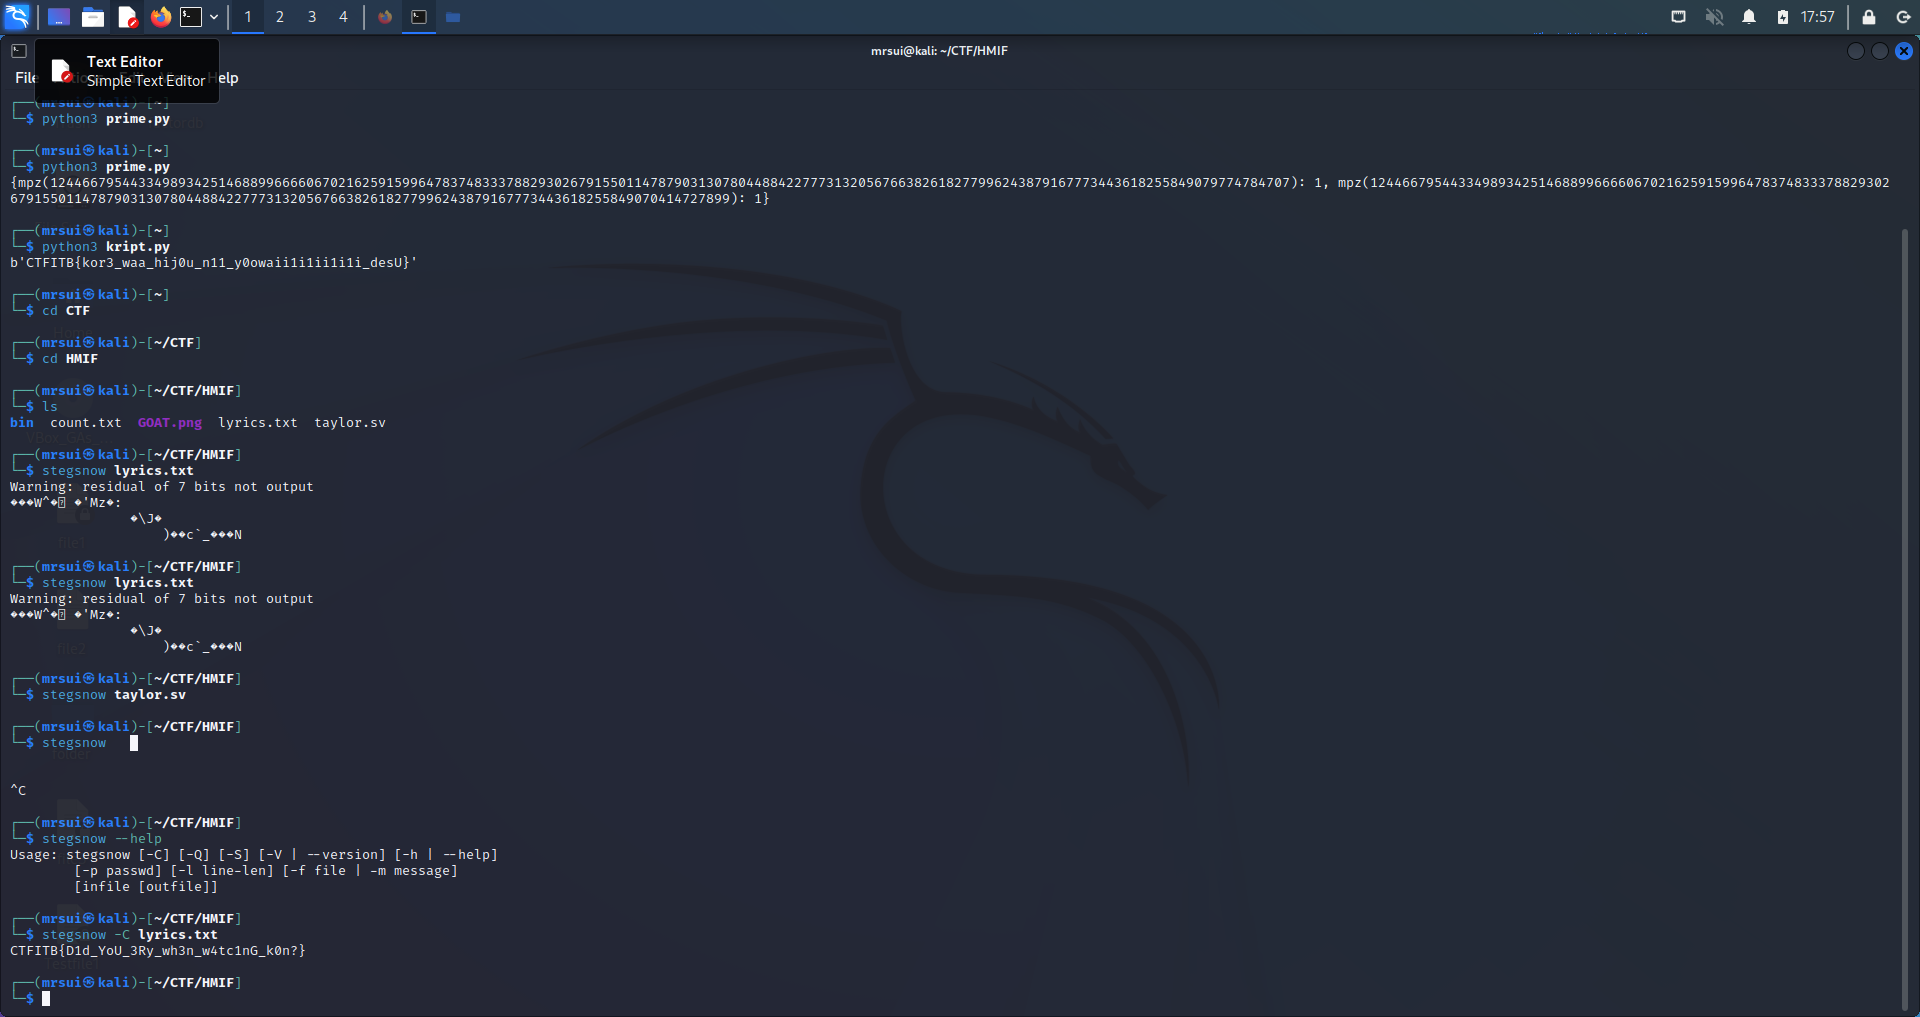 1 2 3 4 17:57
mrsui@kali: ~/CTF/HMIF
Text Editor
Simple Text Editor
File Help
┌──(mrsui㉿kali)-[~]
└─$ python3 prime.py
┌──(mrsui㉿kali)-[~]
└─$ python3 prime.py
{mpz(12446679544334989342514688996666067021625915996478374833378829302679155011478790313078044884227773132056766382618277996243879167773443618255849079774784707): 1, mpz(12446679544334989342514688996666067021625915996478374833378829302
679155011478790313078044884227773132056766382618277996243879167773443618255849070414727899): 1}
┌──(mrsui㉿kali)-[~]
└─$ python3 kript.py
b'CTFITB{kor3_waa_hij0u_n11_y0owaii1i1ii1i1i_desU}'
┌──(mrsui㉿kali)-[~]
└─$ cd CTF
┌──(mrsui㉿kali)-[~/CTF]
└─$ cd HMIF
┌──(mrsui㉿kali)-[~/CTF/HMIF]
└─$ ls
bin count.txt GOAT.png lyrics.txt taylor.sv
┌──(mrsui㉿kali)-[~/CTF/HMIF]
└─$ stegsnow lyrics.txt
Warning: residual of 7 bits not output
���W^� �'Mz�:
�\J�
)��c`_���N
┌──(mrsui㉿kali)-[~/CTF/HMIF]
└─$ stegsnow lyrics.txt
Warning: residual of 7 bits not output
���W^� �'Mz�:
�\J�
)��c`_���N
┌──(mrsui㉿kali)-[~/CTF/HMIF]
└─$ stegsnow taylor.sv
┌──(mrsui㉿kali)-[~/CTF/HMIF]
└─$ stegsnow
^C
┌──(mrsui㉿kali)-[~/CTF/HMIF]
└─$ stegsnow --help
Usage: stegsnow [-C] [-Q] [-S] [-V | --version] [-h | --help]
[-p passwd] [-l line-len] [-f file | -m message]
[infile [outfile]]
┌──(mrsui㉿kali)-[~/CTF/HMIF]
└─$ stegsnow -C lyrics.txt
CTFITB{D1d_YoU_3Ry_wh3n_w4tc1nG_k0n?}
┌──(mrsui㉿kali)-[~/CTF/HMIF]
└─$